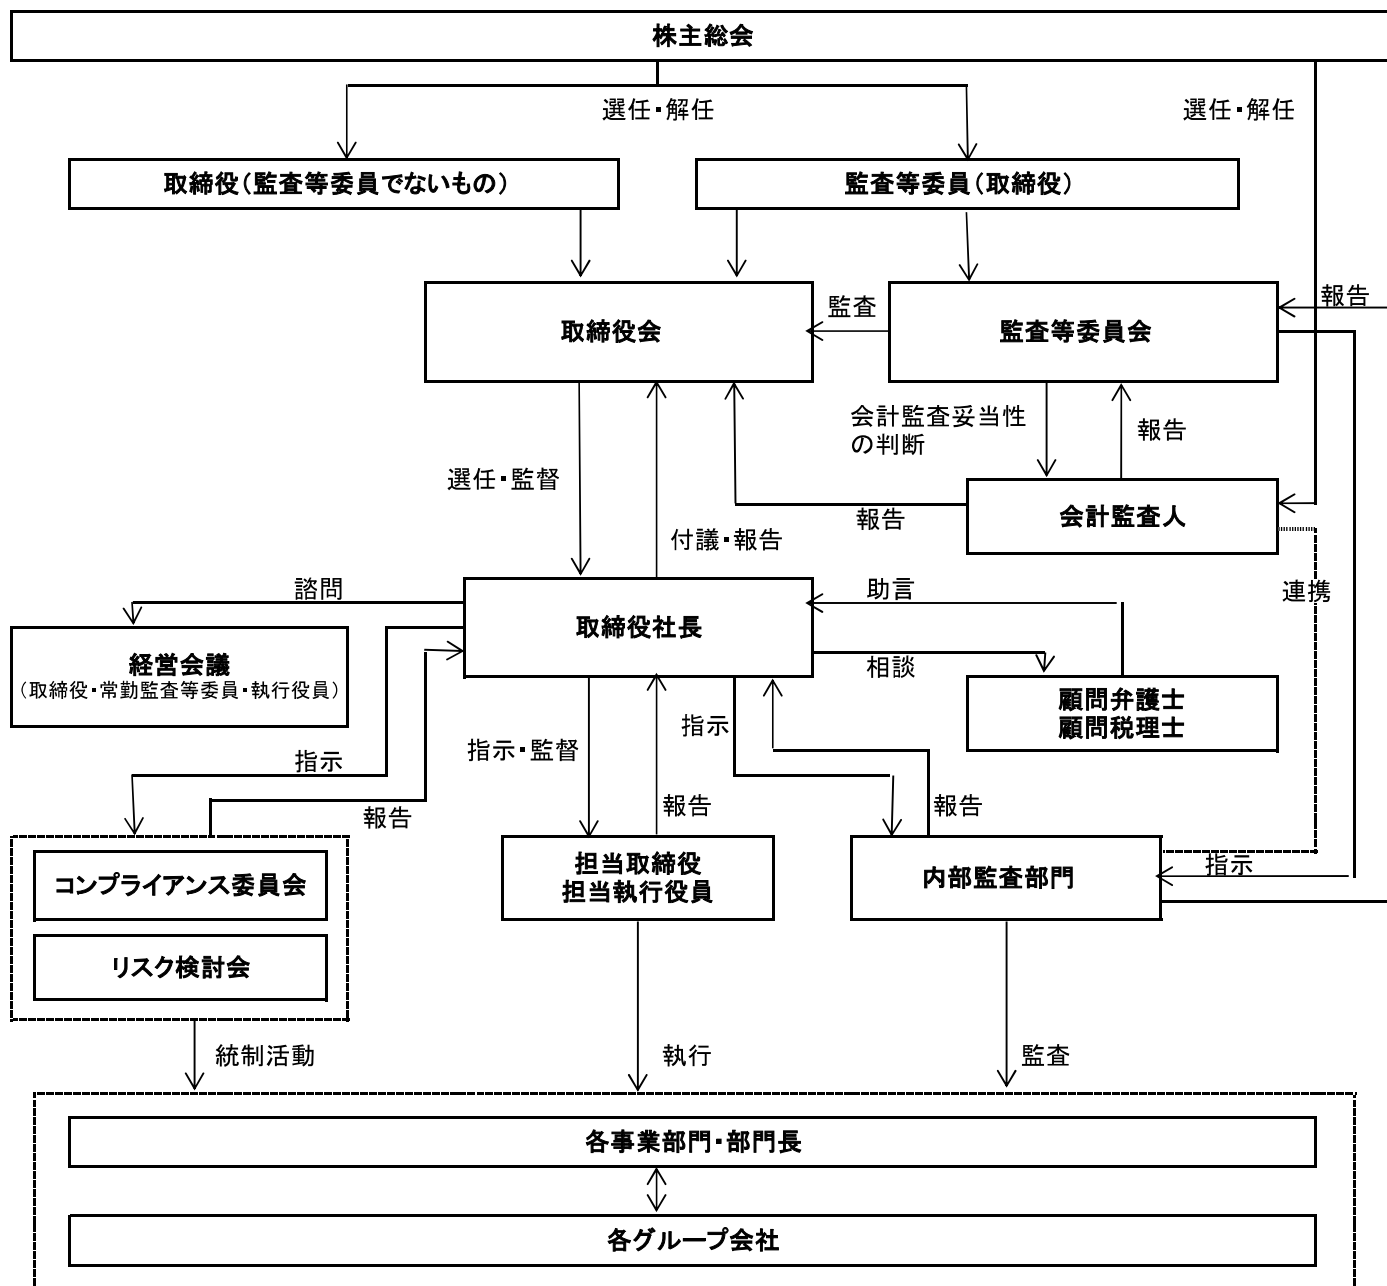 株主総会
選任・解任
選任・解任
取締役（監査等委員でないもの）
監査等委員（取締役）
取締役会
監査
監査等委員会
報告
会計監査妥当性
の判断
報告
選任・監督
付議・報告
報告
会計監査人
諮問
取締役社長
助言
連携
経営会議
（取締役・常勤監査等委員・執行役員）
相談
顧問弁護士
顧問税理士
指示
指示・監督
指示
報告
報告
報告
コンプライアンス委員会
担当取締役
担当執行役員
内部監査部門
指示
リスク検討会
統制活動
執行
監査
各事業部門・部門長
各グループ会社